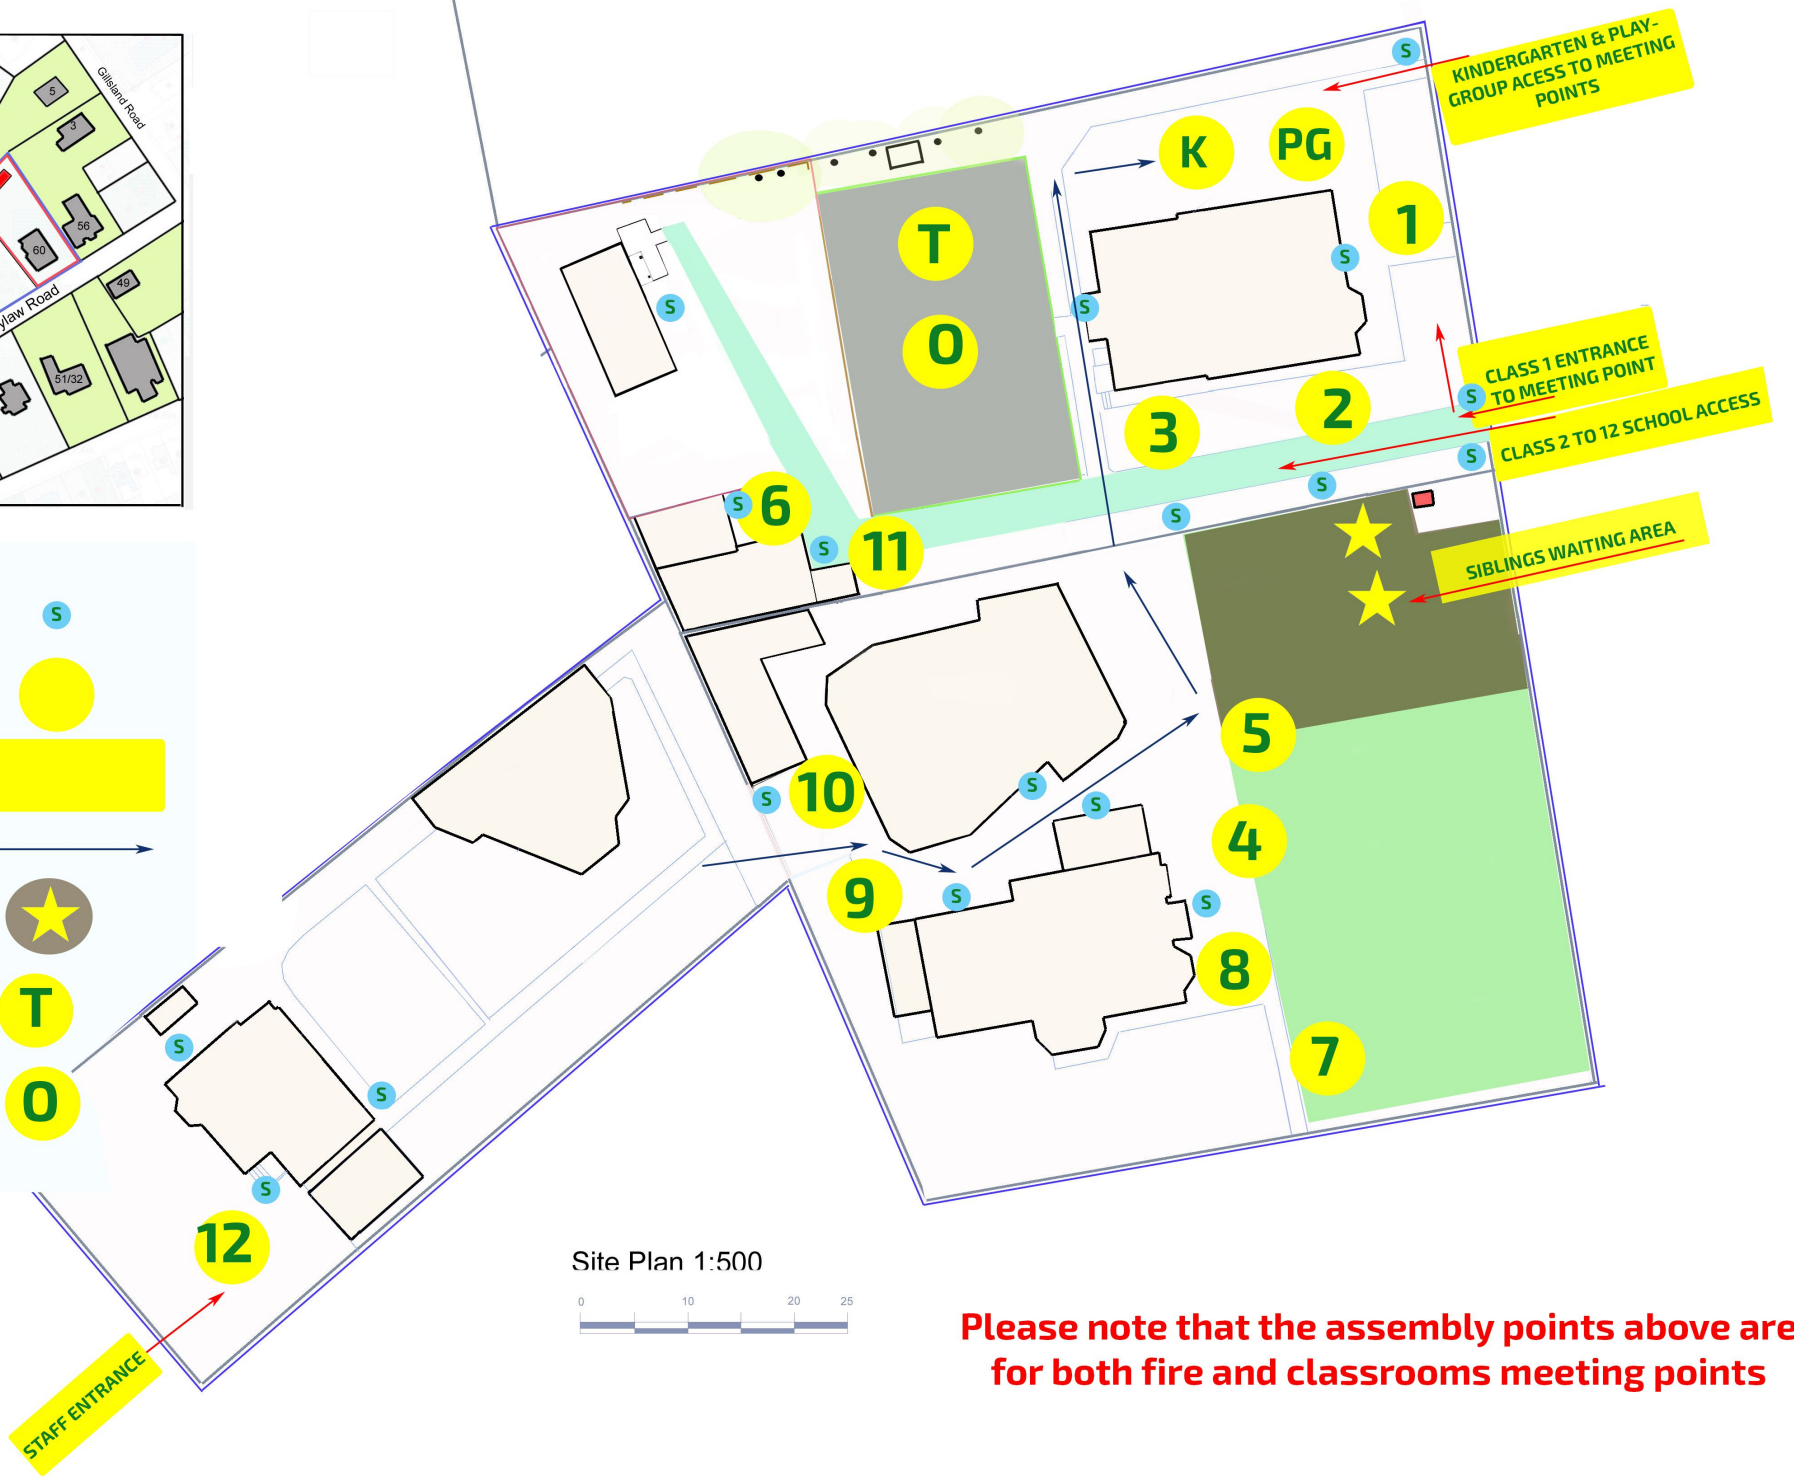 Gillsland Road
5
3
56
60
49
ylaw Road
51/32
S
T
O
KINDERGARTEN & PLAY-
GROUP ACESS TO MEETING
POINTS
S
K
PG
1
T
S
S
S
O
CLASS 1 ENTRANCE
TO MEETING POINT
S
CLASS 2 TO 12 SCHOOL ACCESS
2
3
S
S
S
6
S
S
11
S
SIBLINGS WAITING AREA
5
10
S
S
S
4
9
S
S
8
7
S
S
S
12
STAFF ENTRANCE
Site Plan 1:500
0 10 20 25
Please note that the assembly points above are
for both fire and classrooms meeting points